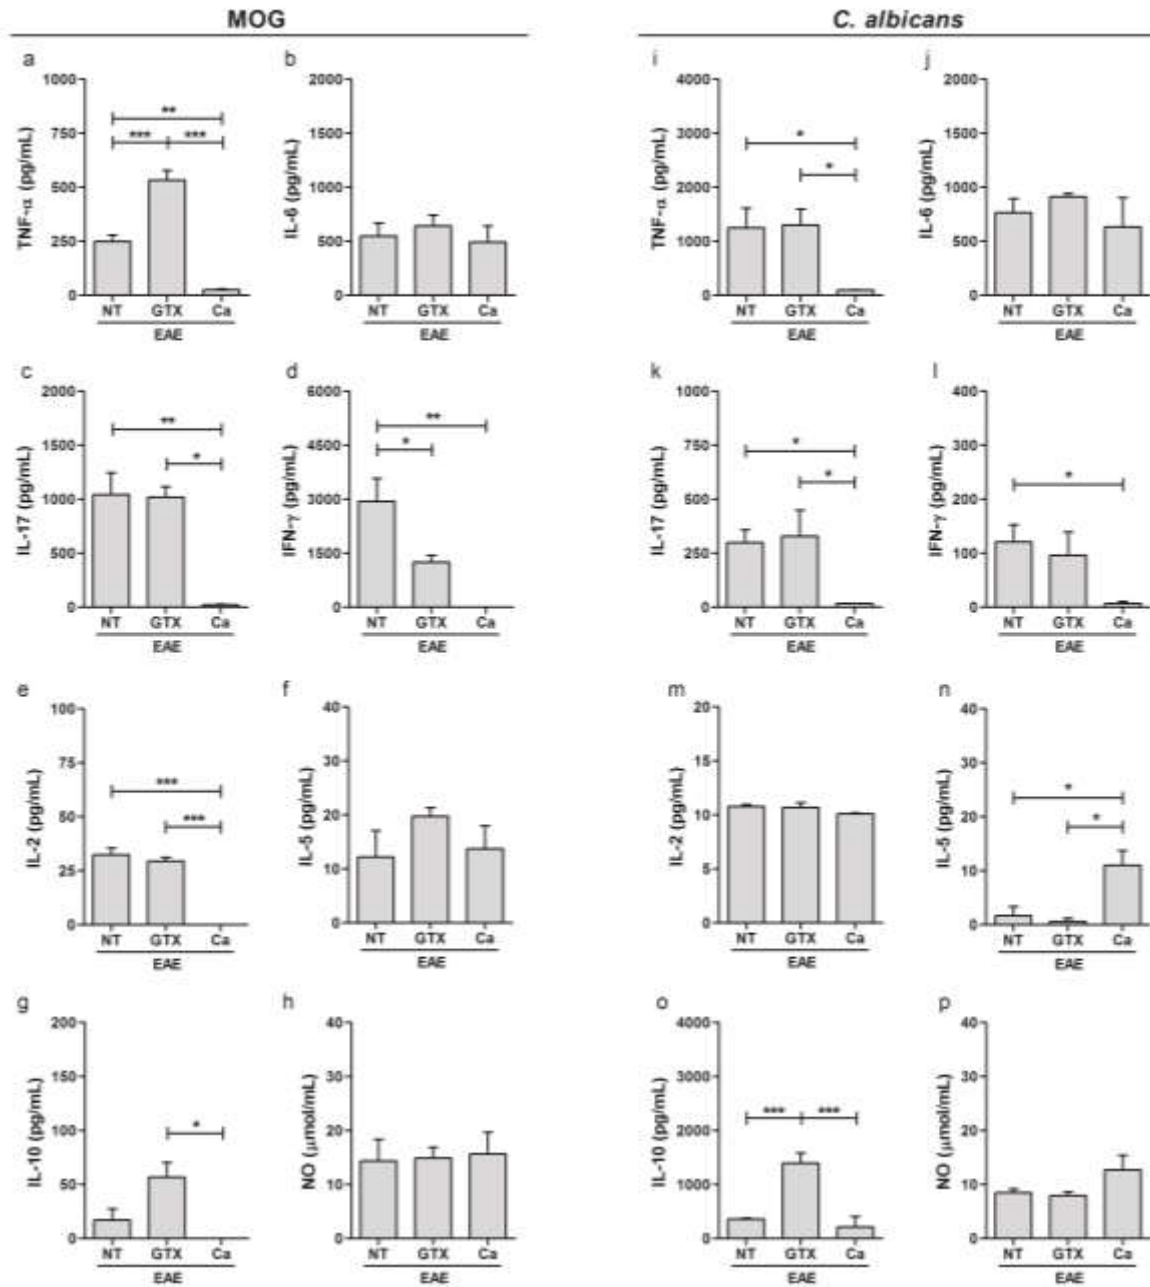 MOG
C. albicans
a
b
i
j
TNF-α (pg/mL)
1000
750
500
250
0
**
*** ***
NT GTX Ca
EAE
IL-6 (pg/mL)
2000
1500
1000
500
0
NT GTX Ca
EAE
TNF-α (pg/mL)
4000
3000
2000
1000
0
*
*
NT GTX Ca
EAE
IL-6 (pg/mL)
2000
1500
1000
500
0
NT GTX Ca
EAE
c
d
k
l
IL-17 (pg/mL)
2000
1500
1000
500
0
**
*
NT GTX Ca
EAE
IFN-γ (pg/mL)
6000
4500
3000
1500
0
**
*
NT GTX Ca
EAE
IL-17 (pg/mL)
1000
750
500
250
0
*
*
NT GTX Ca
EAE
IFN-γ (pg/mL)
400
300
200
100
0
*
NT GTX Ca
EAE
e
f
m
n
IL-2 (pg/mL)
100
75
50
25
0
***
***
NT GTX Ca
EAE
IL-5 (pg/mL)
40
30
20
10
0
NT GTX Ca
EAE
IL-2 (pg/mL)
20
15
10
5
0
NT GTX Ca
EAE
IL-5 (pg/mL)
40
30
20
10
0
*
*
NT GTX Ca
EAE
g
h
o
p
IL-10 (pg/mL)
200
150
100
50
0
*
NT GTX Ca
EAE
NO (μmol/mL)
40
30
20
10
0
NT GTX Ca
EAE
IL-10 (pg/mL)
4000
3000
2000
1000
0
*** ***
NT GTX Ca
EAE
NO (μmol/mL)
40
30
20
10
0
NT GTX Ca
EAE